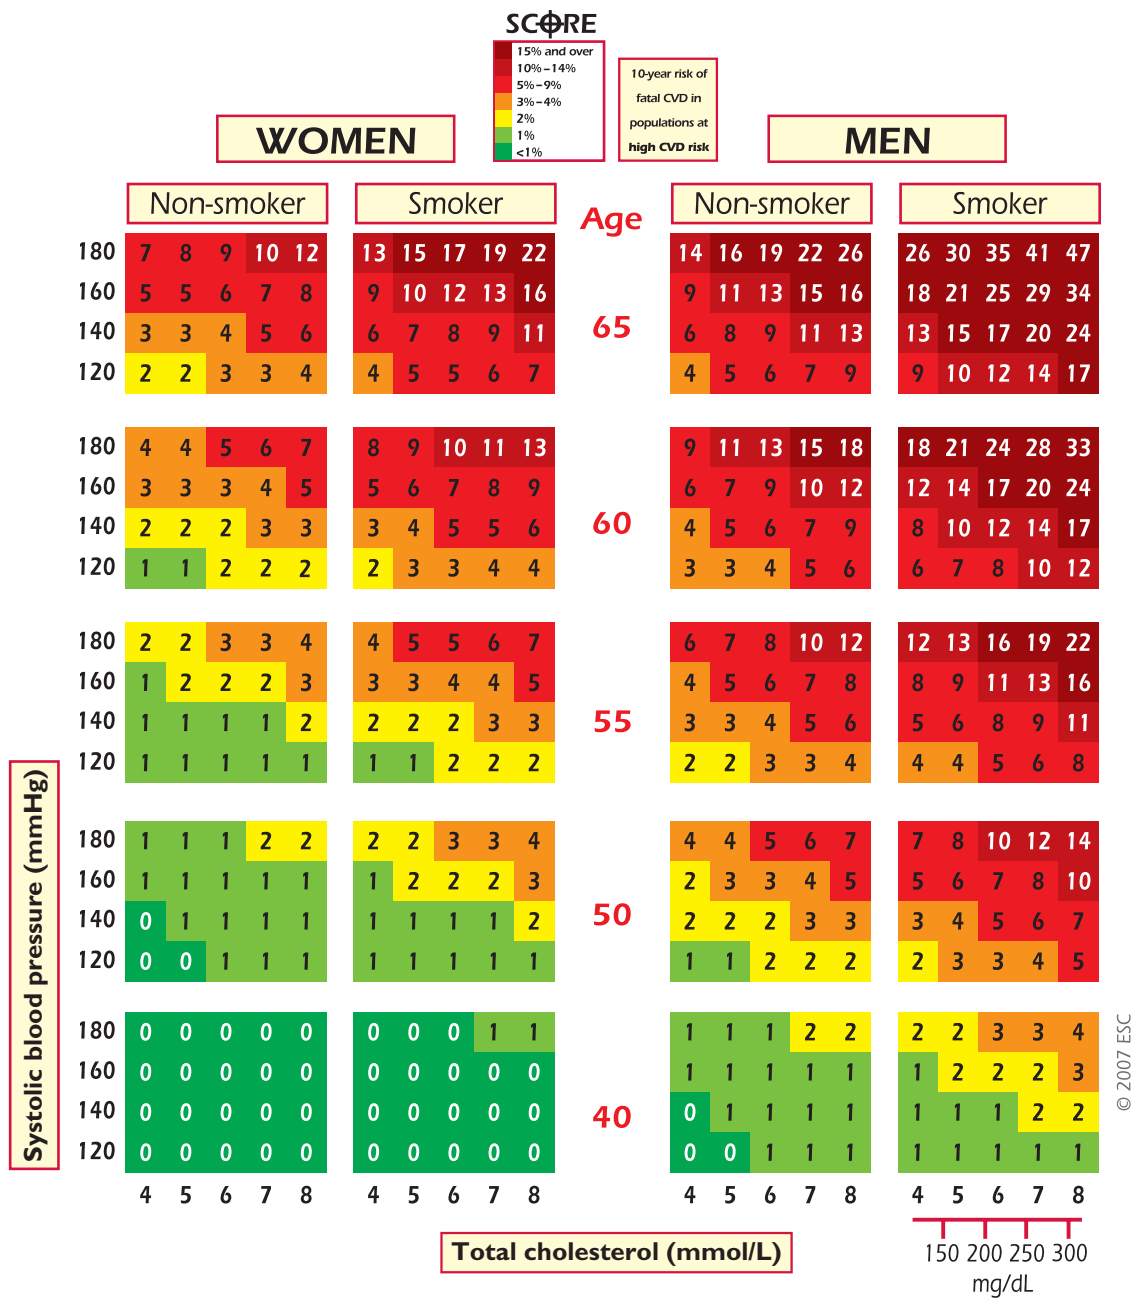 SCORE
15% and over
10%–14%
5%–9%
3%–4%
2%
1%
<1%
10-year risk of
fatal CVD in
populations at
high CVD risk
WOMEN
MEN
Non-smoker Smoker Age Non-smoker Smoker
180 7 8 9 10 12 13 15 17 19 22 14 16 19 22 26 26 30 35 41 47
160 5 5 6 7 8 9 10 12 13 16 9 11 13 15 16 18 21 25 29 34
65
140 3 3 4 5 6 6 7 8 9 11 6 8 9 11 13 13 15 17 20 24
120 2 2 3 3 4 4 5 5 6 7 4 5 6 7 9 9 10 12 14 17
180 4 4 5 6 7 8 9 10 11 13 9 11 13 15 18 18 21 24 28 33
160 3 3 3 4 5 5 6 7 8 9 6 7 9 10 12 12 14 17 20 24
60
140 2 2 2 3 3 3 4 5 5 6 4 5 6 7 9 8 10 12 14 17
120 1 1 2 2 2 2 3 3 4 4 3 3 4 5 6 6 7 8 10 12
180 2 2 3 3 4 4 5 5 6 7 6 7 8 10 12 12 13 16 19 22
160 1 2 2 2 3 3 3 4 4 5 4 5 6 7 8 8 9 11 13 16
55
140 1 1 1 1 2 2 2 2 3 3 3 3 4 5 6 5 6 8 9 11
120 1 1 1 1 1 1 1 2 2 2 2 2 3 3 4 4 4 5 6 8
180 1 1 1 2 2 2 2 3 3 4 4 4 5 6 7 7 8 10 12 14
160 1 1 1 1 1 1 2 2 2 3 2 3 3 4 5 5 6 7 8 10
50
140 0 1 1 1 1 1 1 1 1 2 2 2 2 3 3 3 4 5 6 7
120 0 0 1 1 1 1 1 1 1 1 1 1 2 2 2 2 3 3 4 5
180 0 0 0 0 0 0 0 0 1 1 1 1 1 2 2 2 2 3 3 4
160 0 0 0 0 0 0 0 0 0 0 1 1 1 1 1 1 2 2 2 3
40
140 0 0 0 0 0 0 0 0 0 0 0 1 1 1 1 1 1 1 2 2
120 0 0 0 0 0 0 0 0 0 0 0 0 1 1 1 1 1 1 1 1
4 5 6 7 8 4 5 6 7 8 4 5 6 7 8 4 5 6 7 8
Systolic blood pressure (mmHg)
Total cholesterol (mmol/L)
150 200 250 300
mg/dL
© 2007 ESC